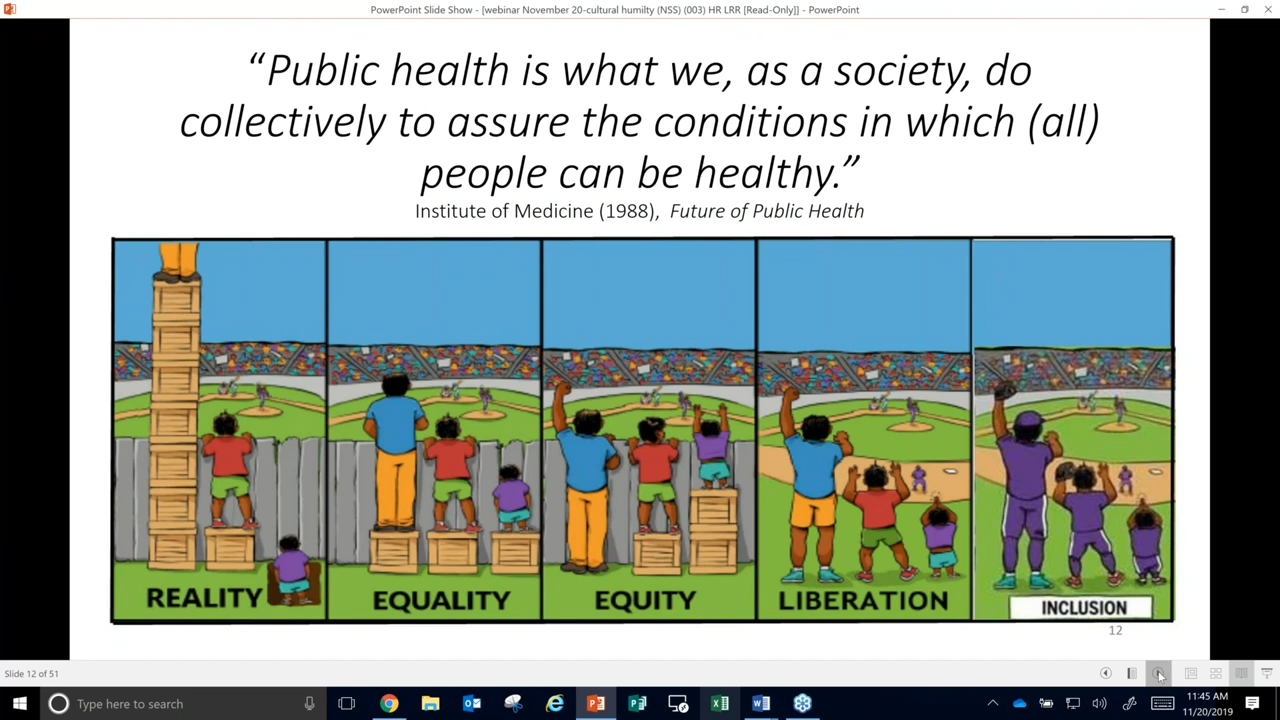 PowerPoint Slide Show - [webinar November 20-cultural humilty (NSS) (003) HR LRR [Read-Only]] - PowerPoint
“Public health is what we, as a society, do
collectively to assure the conditions in which (all)
people can be healthy.”
Institute of Medicine (1988), Future of Public Health
REALITY
EQUALITY
EQUITY
LIBERATION
INCLUSION
12
Slide 12 of 51
Type here to search
11:45 AM
11/20/2019